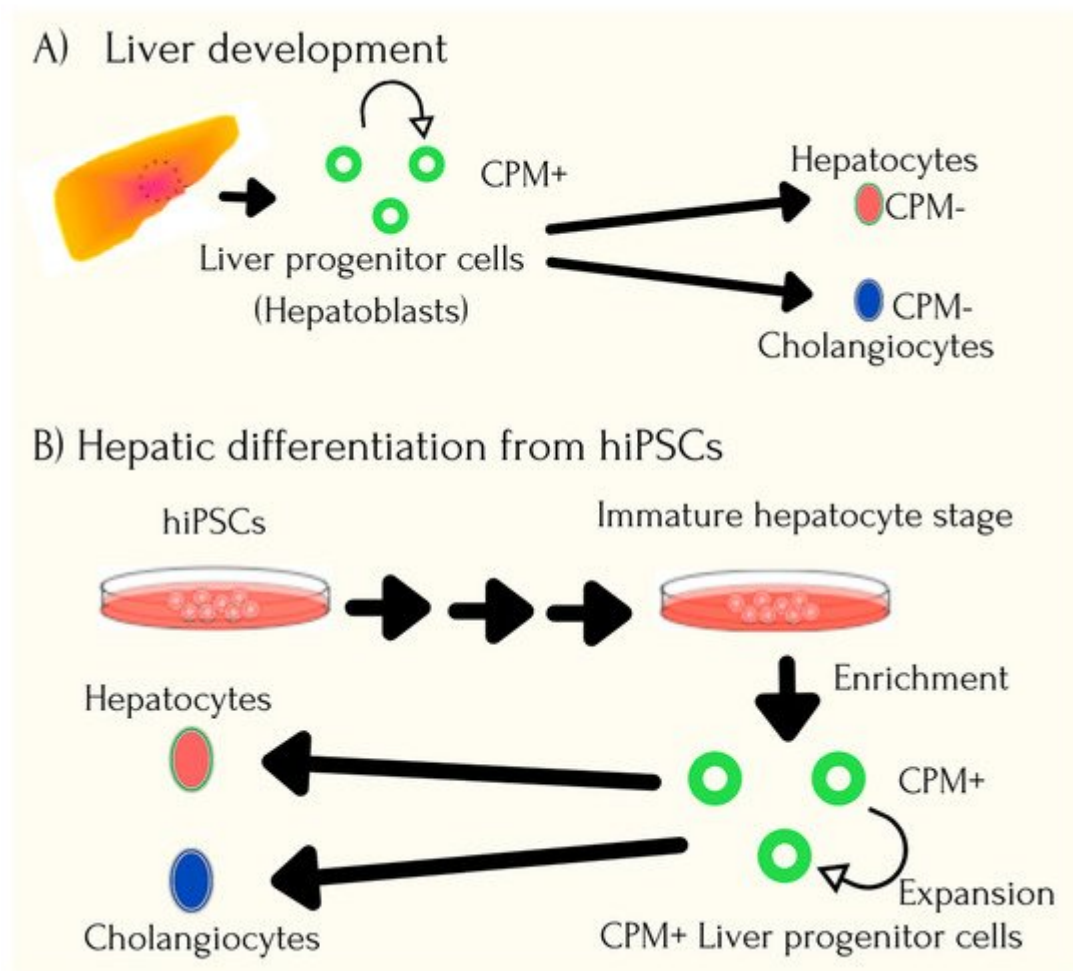 A) Liver development
CPM+
Liver progenitor cells
(Hepatoblasts)
Hepatocytes
CPM-
CPM-
Cholangiocytes
B) Hepatic differentiation from hiPSCs
hiPSCs
Immature hepatocyte stage
Enrichment
Hepatocytes
CPM+
Expansion
Cholangiocytes
CPM+ Liver progenitor cells